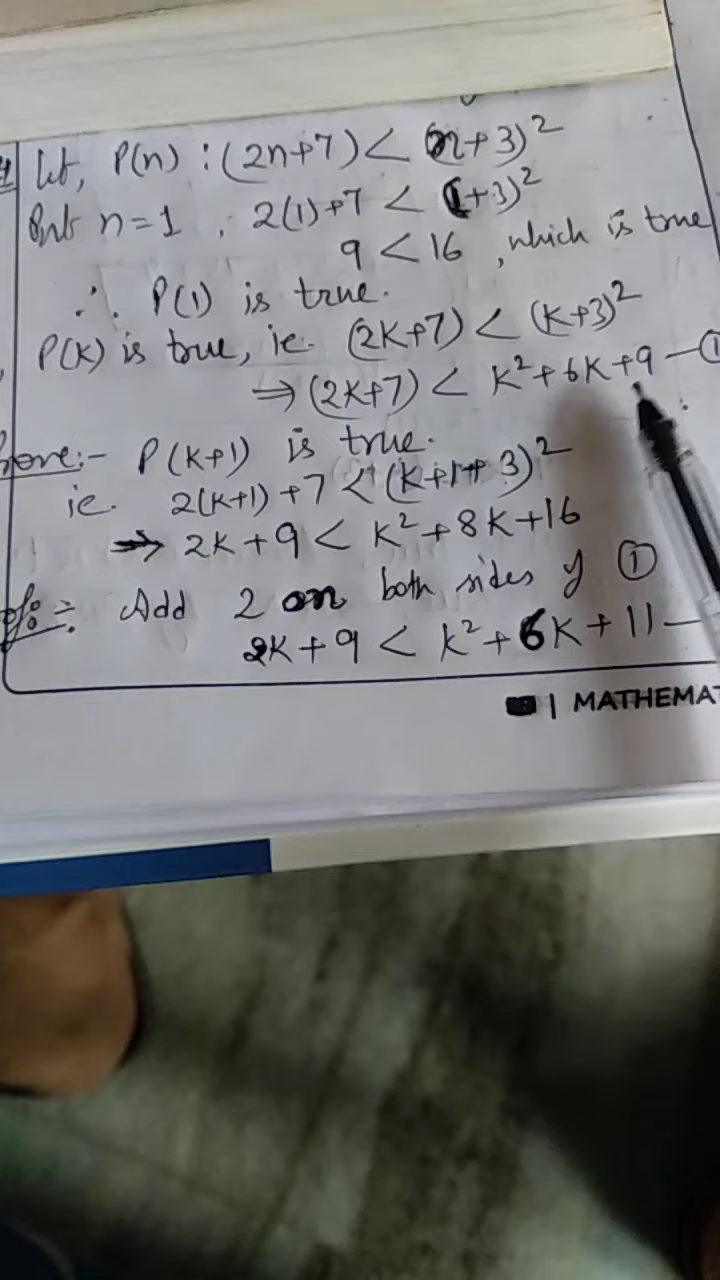 let, P(n) : (2n+7) < (n+3)²
Put n=1 , 2(1)+7 < (1+3)²
9 < 16 , which is true
∴ P(1) is true.
P(K) is true, ie. (2K+7) < (K+3)²
⇒ (2K+7) < K²+6K+9 — ①
P(K+1) is true.
ie. 2(K+1)+7 < (K+1+3)²
⇒ 2K+9 < K²+8K+16
Add 2 on both sides of ①
2K+9 < K²+6K+11 —
| MATHEMAT